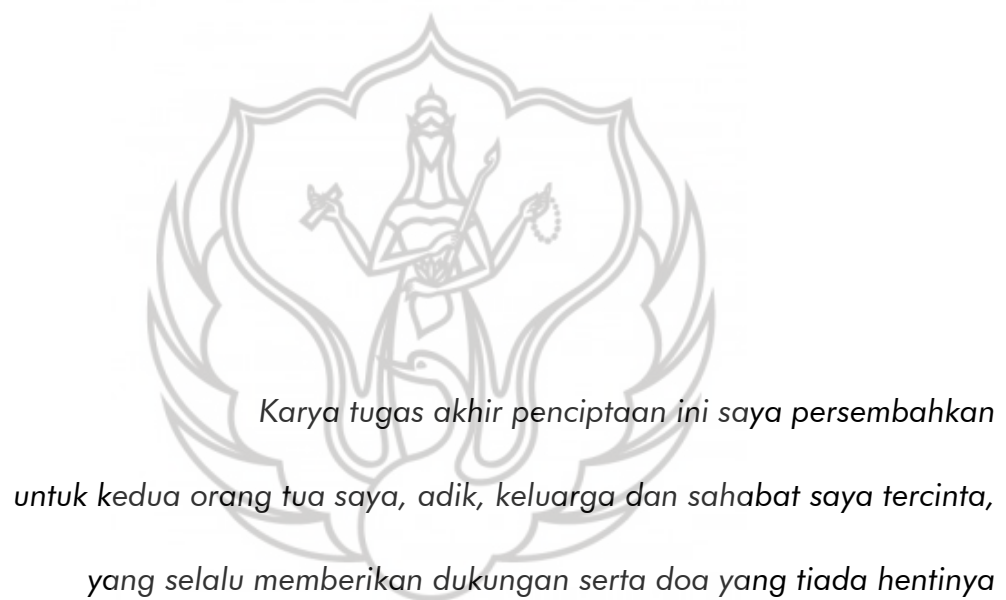 Karya tugas akhir penciptaan ini saya persembahkan
untuk kedua orang tua saya, adik, keluarga dan sahabat saya tercinta,
yang selalu memberikan dukungan serta doa yang tiada hentinya